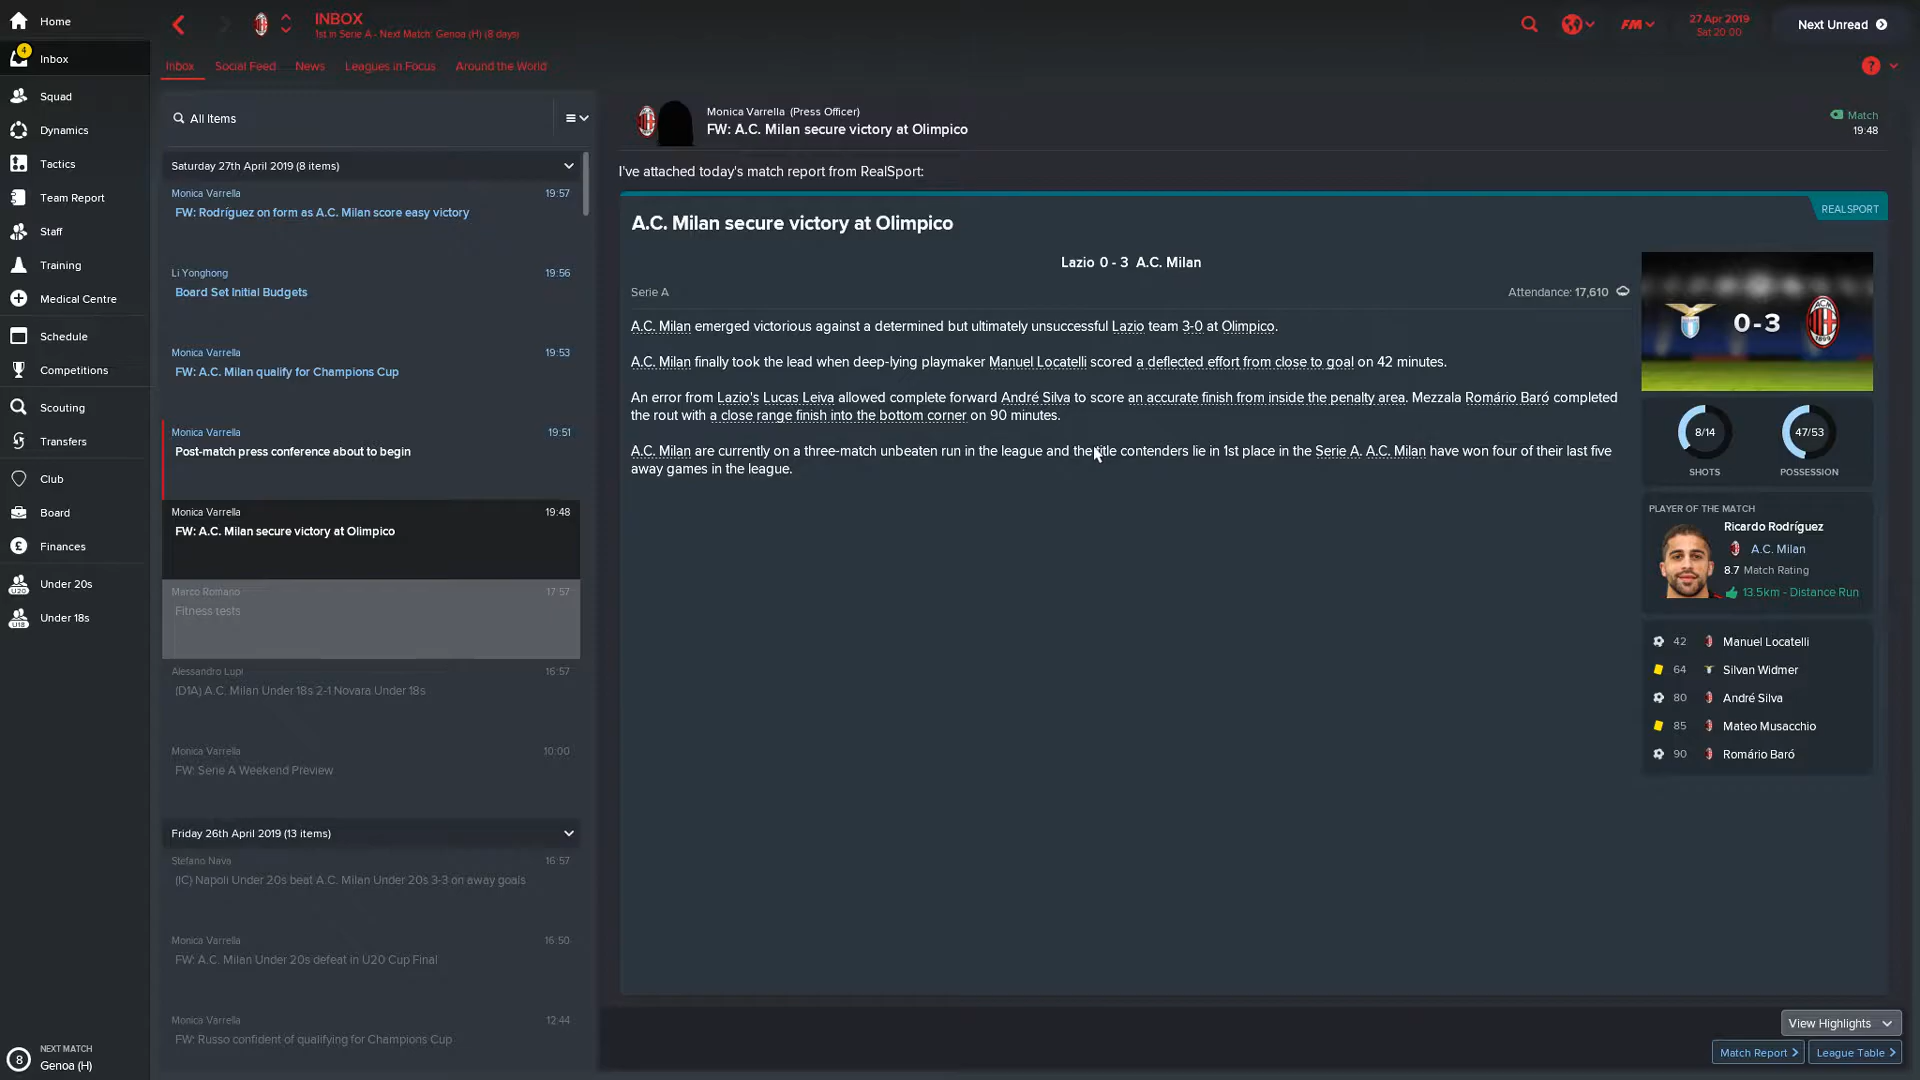 Home
4
Inbox
Squad
Dynamics
Tactics
Team Report
Staff
Training
Medical Centre
Schedule
Competitions
Scouting
Transfers
Club
Board
Finances
U20
Under 20s
U18
Under 18s
8
NEXT MATCH
Genoa (H)
INBOX
1st in Serie A - Next Match: Genoa (H) (8 days)
FM
27 Apr 2019
Sat 20:00
Next Unread
Inbox
Social Feed
News
Leagues in Focus
Around the World
?
All Items
Saturday 27th April 2019 (8 items)
Monica Varrella 19:57
FW: Rodríguez on form as A.C. Milan score easy victory
Li Yonghong 19:56
Board Set Initial Budgets
Monica Varrella 19:53
FW: A.C. Milan qualify for Champions Cup
Monica Varrella 19:51
Post-match press conference about to begin
Monica Varrella 19:48
FW: A.C. Milan secure victory at Olimpico
Marco Romano 17:57
Fitness tests
Alessandro Lupi 16:57
(D1A) A.C. Milan Under 18s 2-1 Novara Under 18s
Monica Varrella 10:00
FW: Serie A Weekend Preview
Friday 26th April 2019 (13 items)
Stefano Nava 16:57
(IC) Napoli Under 20s beat A.C. Milan Under 20s 3-3 on away goals
Monica Varrella 16:50
FW: A.C. Milan Under 20s defeat in U20 Cup Final
Monica Varrella 12:44
FW: Russo confident of qualifying for Champions Cup
Monica Varrella (Press Officer)
FW: A.C. Milan secure victory at Olimpico
Match
19:48
I've attached today's match report from RealSport:
REALSPORT
A.C. Milan secure victory at Olimpico
Lazio 0 - 3 A.C. Milan
Serie A
Attendance: 17,610
A.C. Milan emerged victorious against a determined but ultimately unsuccessful Lazio team 3-0 at Olimpico.
A.C. Milan finally took the lead when deep-lying playmaker Manuel Locatelli scored a deflected effort from close to goal on 42 minutes.
An error from Lazio's Lucas Leiva allowed complete forward André Silva to score an accurate finish from inside the penalty area. Mezzala Romário Baró completed
the rout with a close range finish into the bottom corner on 90 minutes.
A.C. Milan are currently on a three-match unbeaten run in the league and the title contenders lie in 1st place in the Serie A. A.C. Milan have won four of their last five
away games in the league.
0-3
ACM
1899
8/14
SHOTS
47/53
POSSESSION
PLAYER OF THE MATCH
Ricardo Rodríguez
A.C. Milan
8.7 Match Rating
13.5km - Distance Run
42 Manuel Locatelli
64 Silvan Widmer
80 André Silva
85 Mateo Musacchio
90 Romário Baró
View Highlights
Match Report
League Table